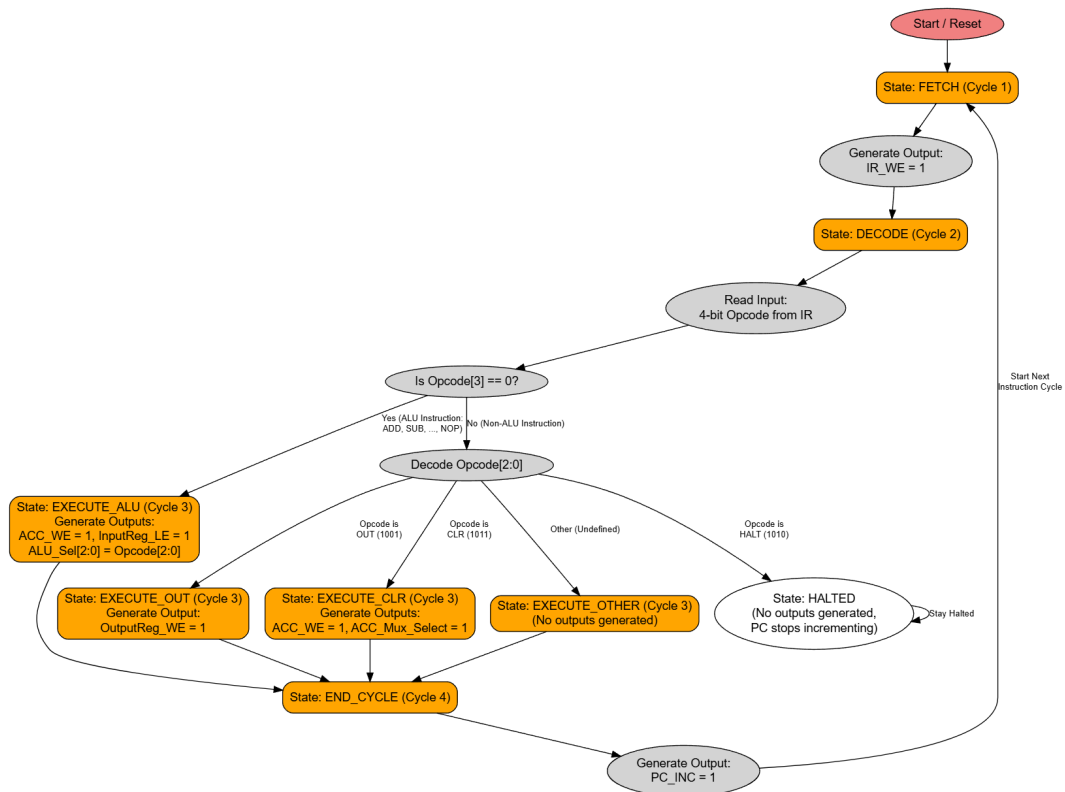 Start / Reset
State: FETCH (Cycle 1)
Generate Output:
IR_WE = 1
State: DECODE (Cycle 2)
Read Input:
4-bit Opcode from IR
Start Next
Instruction Cycle
Is Opcode[3] == 0?
Yes (ALU Instruction:
ADD, SUB, ..., NOP)
No (Non-ALU Instruction)
Decode Opcode[2:0]
State: EXECUTE_ALU (Cycle 3)
Generate Outputs:
ACC_WE = 1, InputReg_LE = 1
ALU_Sel[2:0] = Opcode[2:0]
Opcode is
OUT (1001)
Opcode is
CLR (1011)
Other (Undefined)
Opcode is
HALT (1010)
State: EXECUTE_OUT (Cycle 3)
Generate Output:
OutputReg_WE = 1
State: EXECUTE_CLR (Cycle 3)
Generate Outputs:
ACC_WE = 1, ACC_Mux_Select = 1
State: EXECUTE_OTHER (Cycle 3)
(No outputs generated)
State: HALTED
(No outputs generated,
PC stops incrementing)
Stay Halted
State: END_CYCLE (Cycle 4)
Generate Output:
PC_INC = 1